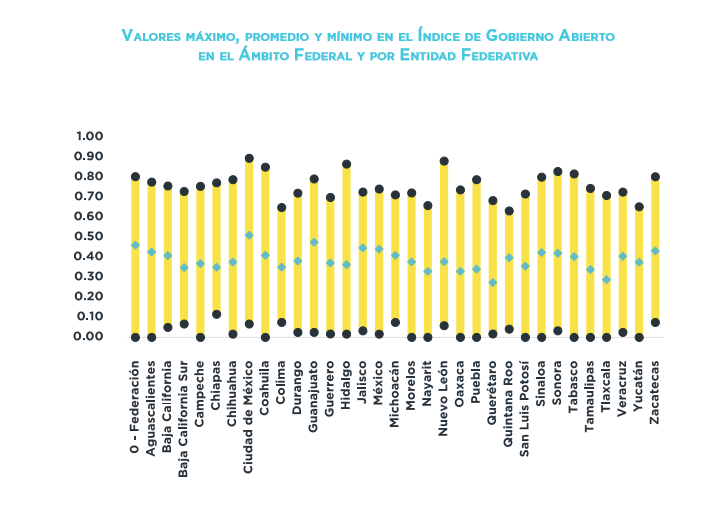 Valores máximo, promedio y mínimo en el Índice de Gobierno Abierto
en el Ámbito Federal y por Entidad Federativa
1.00
0.90
0.80
0.70
0.60
0.50
0.40
0.30
0.20
0.10
0.00
0 - Federación
Aguascalientes
Baja California
Baja California Sur
Campeche
Chiapas
Chihuahua
Ciudad de México
Coahuila
Colima
Durango
Guanajuato
Guerrero
Hidalgo
Jalisco
México
Michoacán
Morelos
Nayarit
Nuevo León
Oaxaca
Puebla
Querétaro
Quintana Roo
San Luis Potosí
Sinaloa
Sonora
Tabasco
Tamaulipas
Tlaxcala
Veracruz
Yucatán
Zacatecas